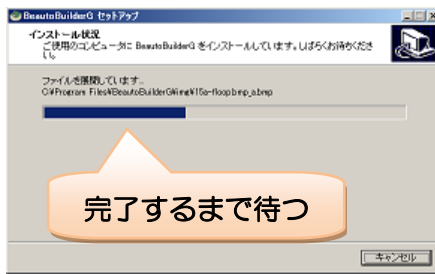 BeautoBuilderG セットアップ
インストール状況
ご使用のコンピュータに BeautoBuilderG をインストールしています。しばらくお待ちくださ
い。
ファイルを展開しています...
C:¥Program Files¥BeautoBuilderG¥img¥15a-floopbmp_a.bmp
完了するまで待つ
キャンセル